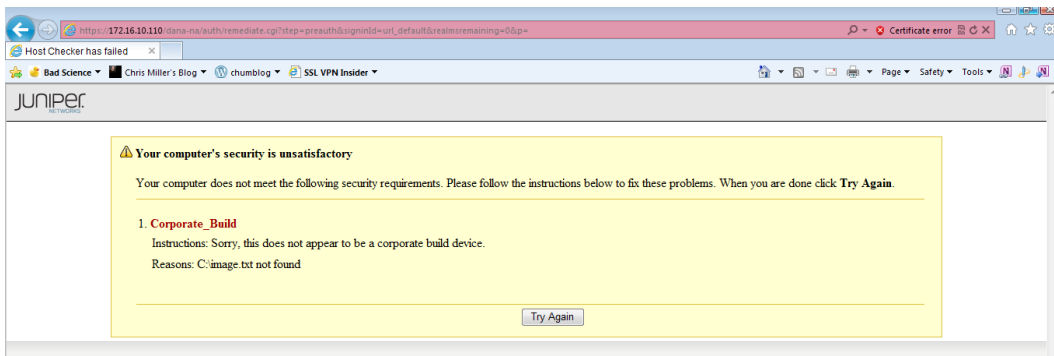 https://172.16.10.110/dana-na/auth/remediate.cgi?step=preauth&signinId=url_default&realmsremaining=0&p=
Certificate error
Host Checker has failed
Bad Science
Chris Miller's Blog
chumblog
SSL VPN Insider
Page
Safety
Tools
JUNIPER
NETWORKS
Your computer's security is unsatisfactory
Your computer does not meet the following security requirements. Please follow the instructions below to fix these problems. When you are done click Try Again.
1. Corporate_Build
Instructions: Sorry, this does not appear to be a corporate build device.
Reasons: C:\image.txt not found
Try Again